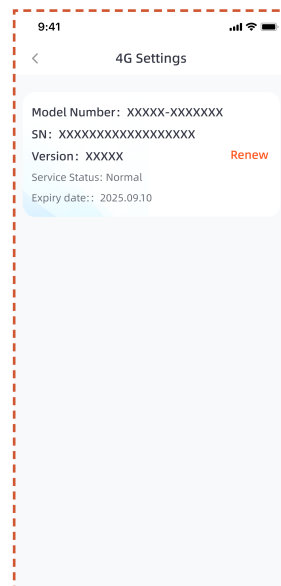 9:41
4G Settings
Model Number： XXXXX-XXXXXXX
SN： XXXXXXXXXXXXXXXXXX
Version： XXXXX
Renew
Service Status: Normal
Expiry date:： 2025.09.10